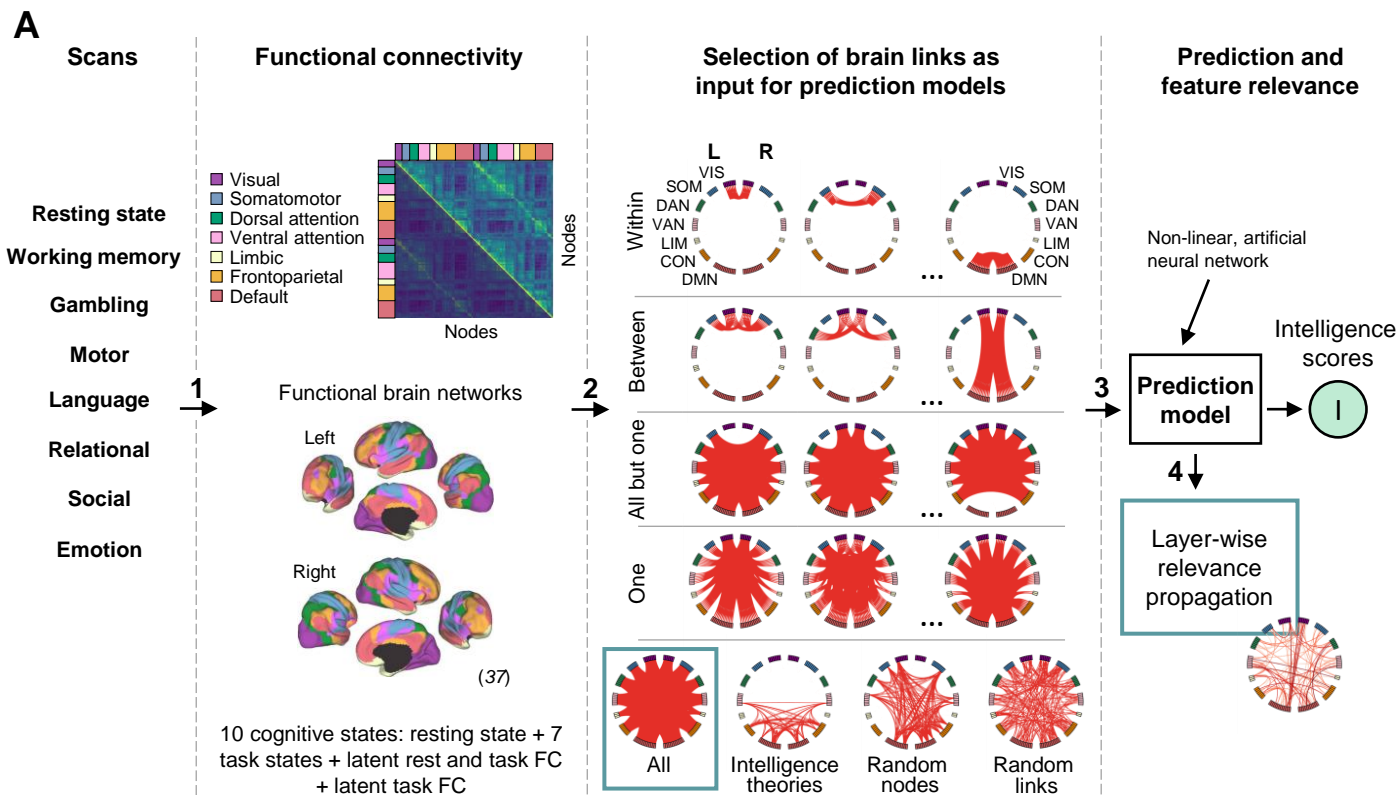 A
Scans
Functional connectivity
Selection of brain links as
input for prediction models
Prediction and
feature relevance
Resting state
Working memory
Gambling
Motor
Language
Relational
Social
Emotion
1
Visual
Somatomotor
Dorsal attention
Ventral attention
Limbic
Frontoparietal
Default
Nodes
Nodes
Functional brain networks
Left
Right
(37)
10 cognitive states: resting state + 7
task states + latent rest and task FC
+ latent task FC
2
L R
Within
VIS
SOM
DAN
VAN
LIM
CON
DMN
...
VIS
SOM
DAN
VAN
LIM
CON
DMN
Between
...
All but one
...
One
...
All
Intelligence
theories
Random
nodes
Random
links
3
Non-linear, artificial
neural network
Prediction
model
Intelligence
scores
I
4
Layer-wise
relevance
propagation